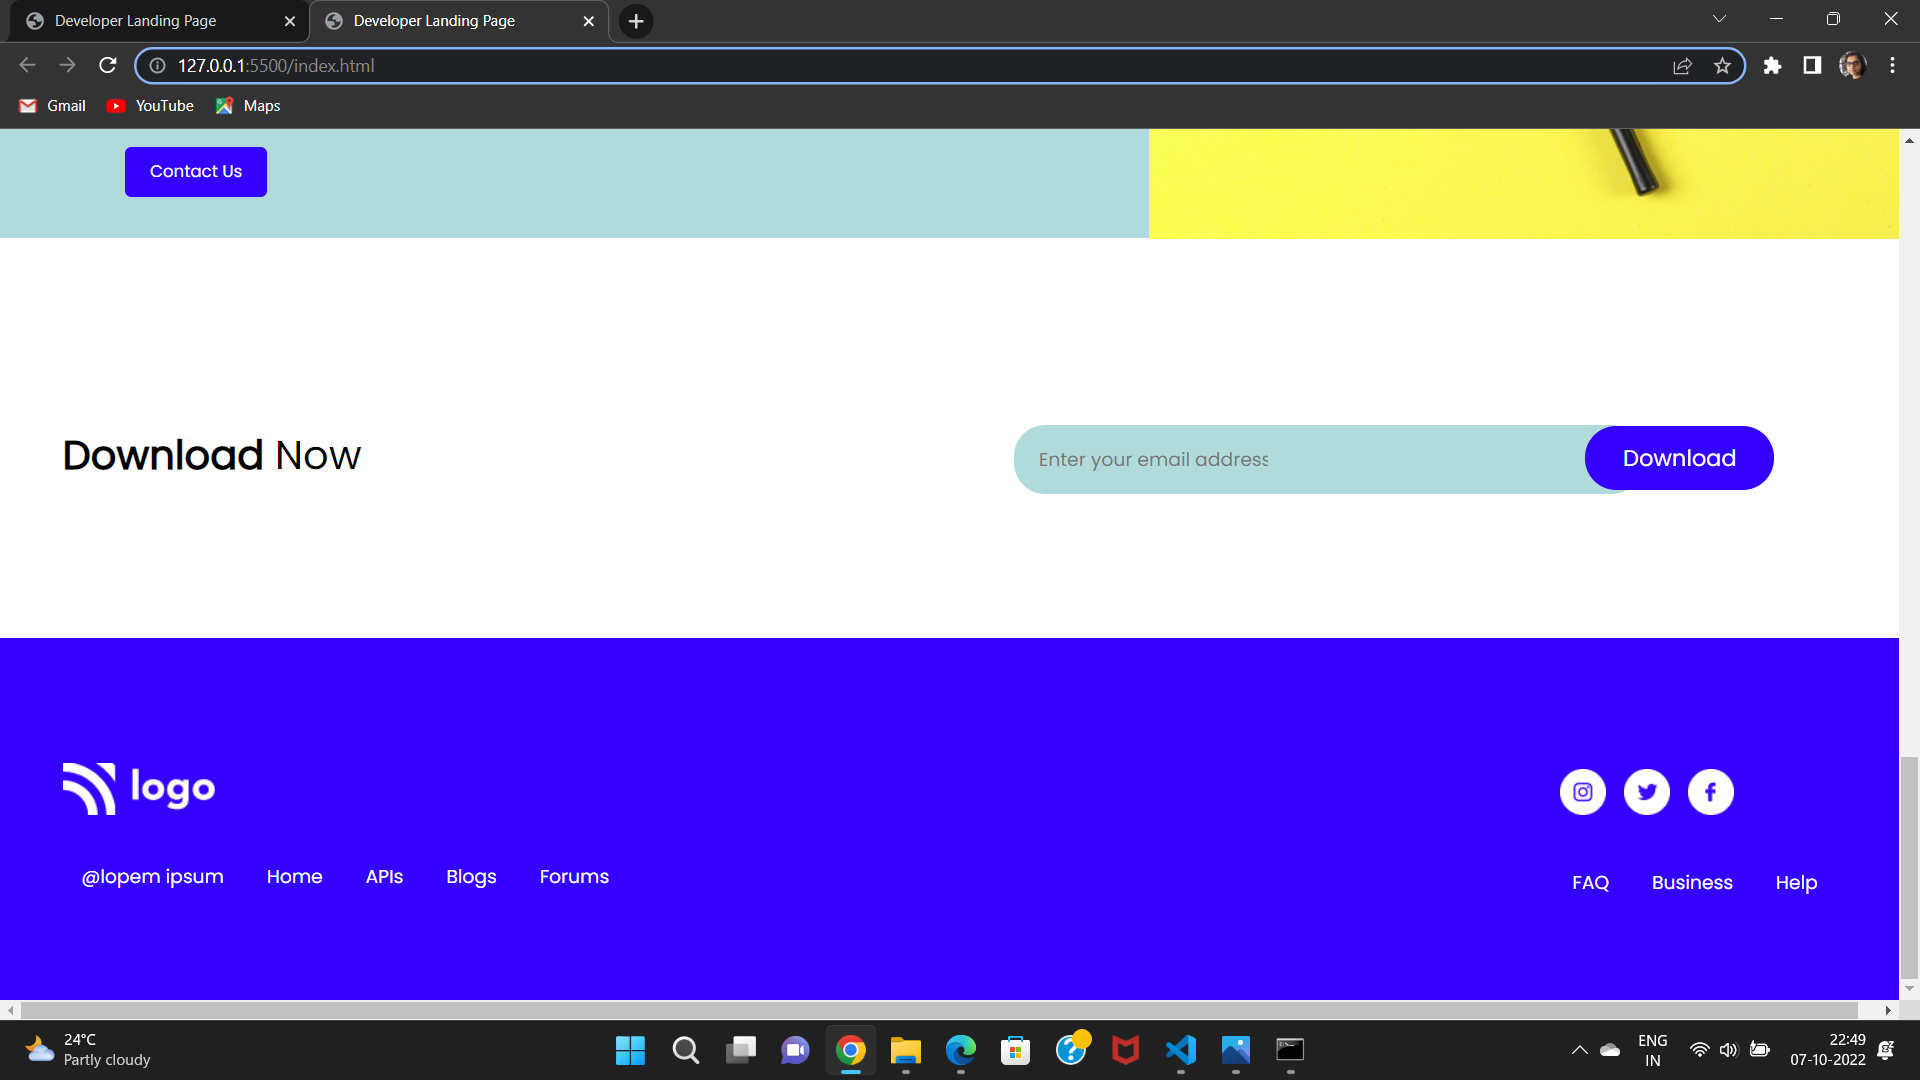 Developer Landing Page
Developer Landing Page
127.0.0.1:5500/index.html
Gmail YouTube Maps
Contact Us
Download Now
Enter your email address
Download
logo
@lopem ipsum Home APIs Blogs Forums
FAQ Business Help
24°C
Partly cloudy
ENG
IN
22:49
07-10-2022